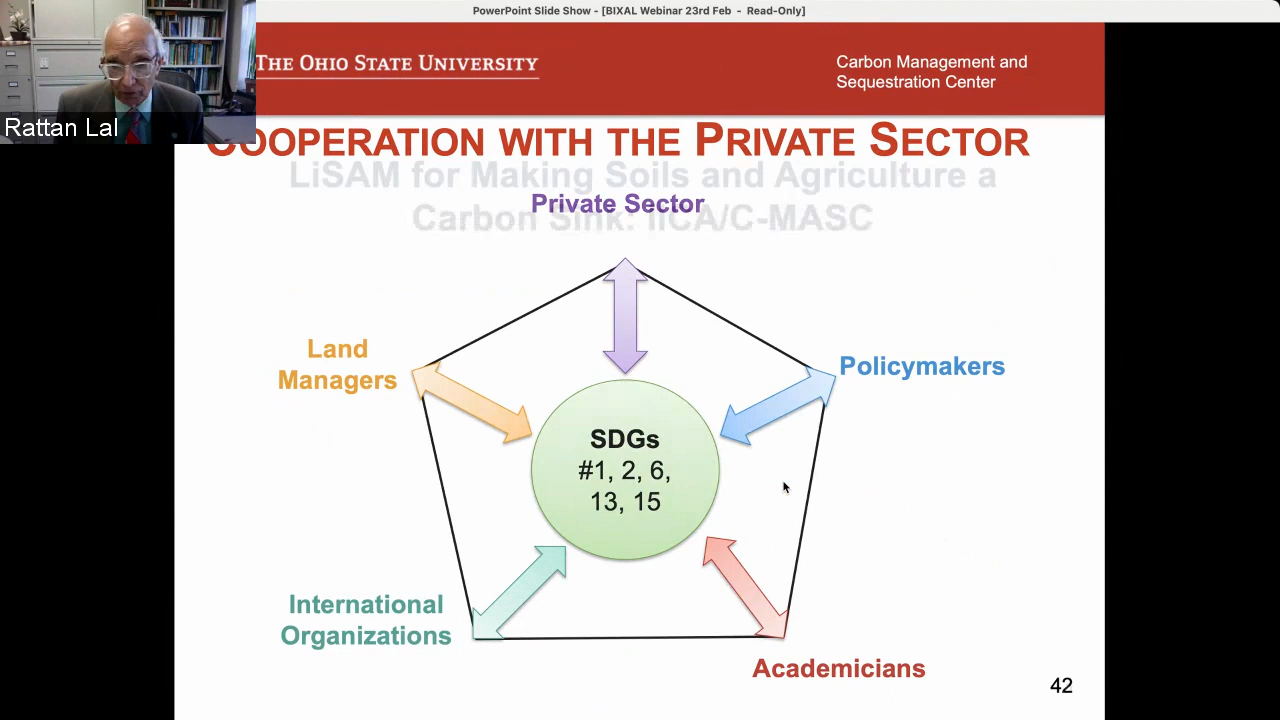 PowerPoint Slide Show - [BIXAL Webinar 23rd Feb - Read-Only]
THE OHIO STATE UNIVERSITY
Carbon Management and
Sequestration Center
Rattan Lal
COOPERATION WITH THE PRIVATE SECTOR
LiSAM for Making Soils and Agriculture a
Carbon Sink: IICA/C-MASC
Private Sector
Land
Managers
Policymakers
SDGs
#1, 2, 6,
13, 15
International
Organizations
Academicians
42